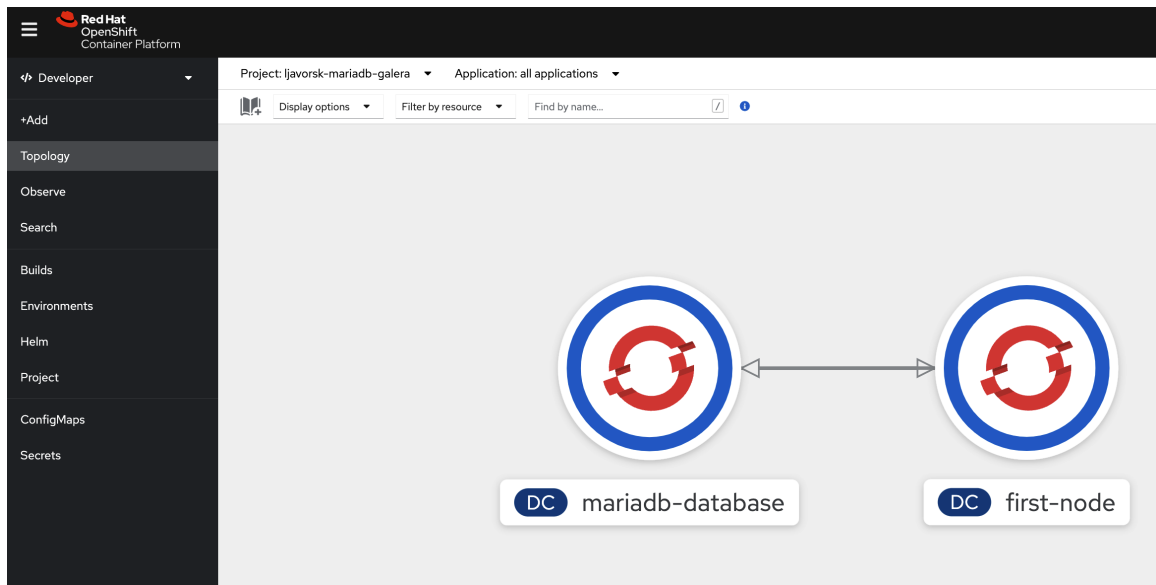 Red Hat
OpenShift
Container Platform
Developer
+Add
Topology
Observe
Search
Builds
Environments
Helm
Project
ConfigMaps
Secrets
Project: ljavorsk-mariadb-galera
Application: all applications
Display options
Filter by resource
Find by name...
/
i
DC mariadb-database
DC first-node